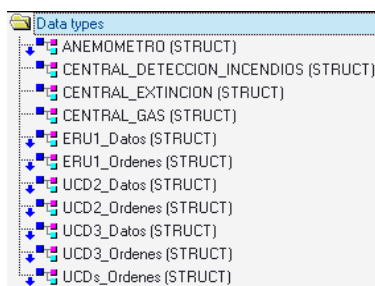 Data types
ANEMOMETRO (STRUCT)
CENTRAL_DETECCION_INCENDIOS (STRUCT)
CENTRAL_EXTINCION (STRUCT)
CENTRAL_GAS (STRUCT)
ERU1_Datos (STRUCT)
ERU1_Ordenes (STRUCT)
UCD2_Datos (STRUCT)
UCD2_Ordenes (STRUCT)
UCD3_Datos (STRUCT)
UCD3_Ordenes (STRUCT)
UCDs_Ordenes (STRUCT)